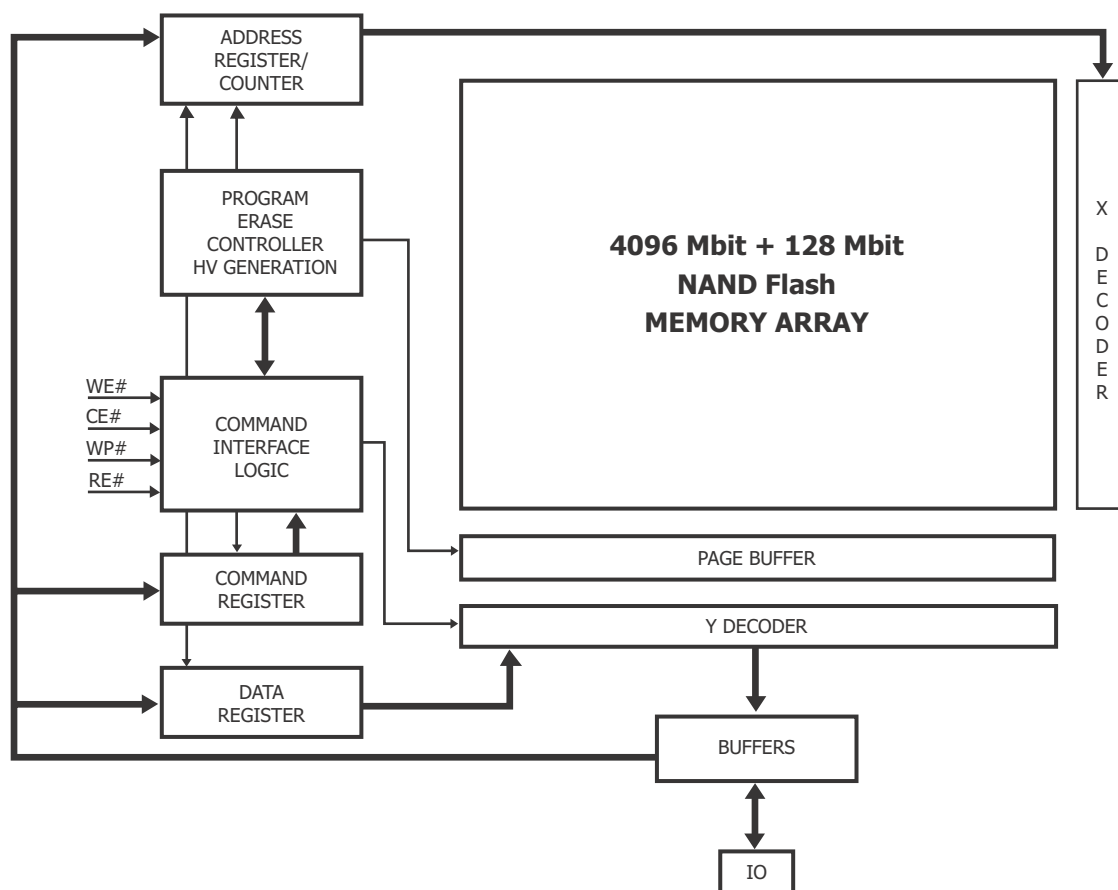 ADDRESS
REGISTER/
COUNTER
PROGRAM
ERASE
CONTROLLER
HV GENERATION
4096 Mbit + 128 Mbit
NAND Flash
MEMORY ARRAY
X DECODER
WE#
CE#
WP#
RE#
COMMAND
INTERFACE
LOGIC
PAGE BUFFER
COMMAND
REGISTER
Y DECODER
DATA
REGISTER
BUFFERS
IO